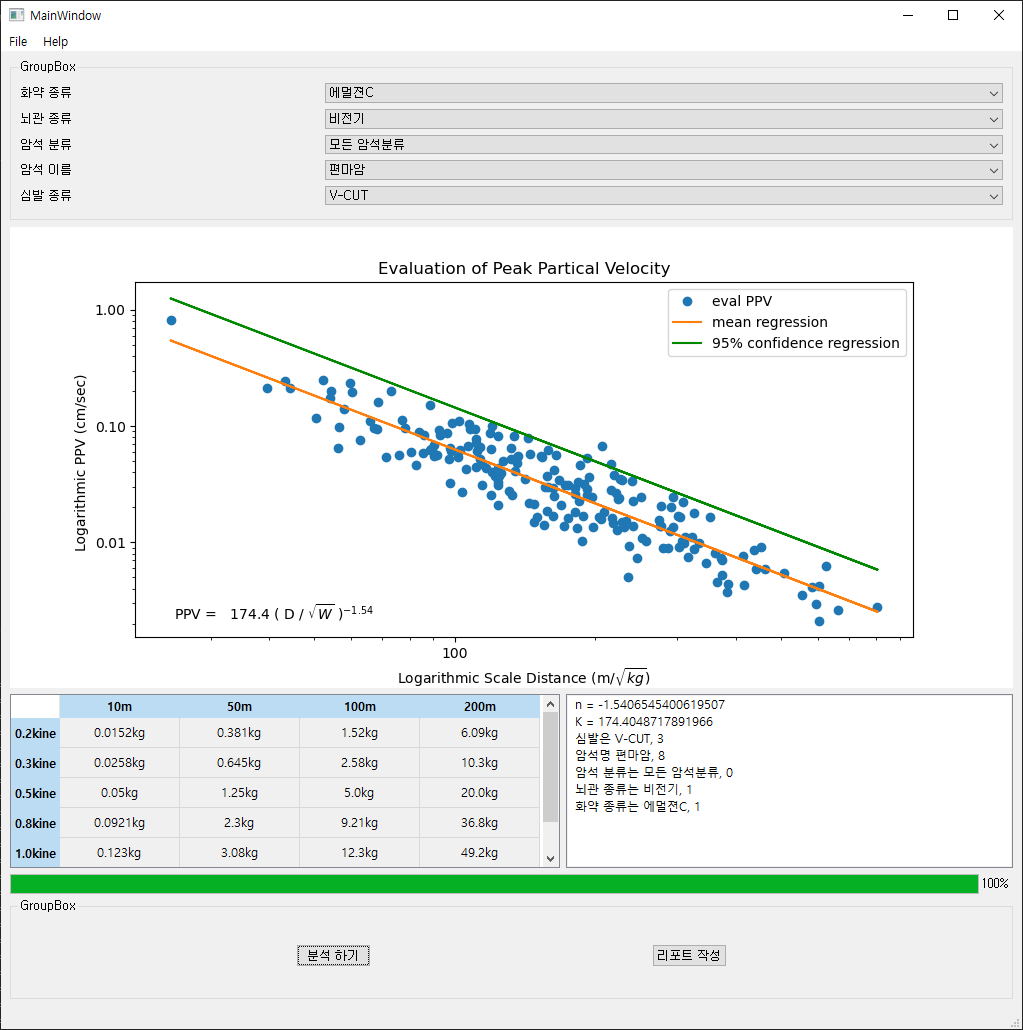 MainWindow
File Help
GroupBox
화약 종류 에멀젼C
뇌관 종류 비전기
암석 분류 모든 암석분류
암석 이름 편마암
심발 종류 V-CUT
Evaluation of Peak Partical Velocity
eval PPV
mean regression
95% confidence regression
Logarithmic PPV (cm/sec)
1.00
0.10
0.01
PPV = 174.4 ( D / √W )^−1.54
100
Logarithmic Scale Distance (m/√kg)
10m 50m 100m 200m
0.2kine 0.0152kg 0.381kg 1.52kg 6.09kg
0.3kine 0.0258kg 0.645kg 2.58kg 10.3kg
0.5kine 0.05kg 1.25kg 5.0kg 20.0kg
0.8kine 0.0921kg 2.3kg 9.21kg 36.8kg
1.0kine 0.123kg 3.08kg 12.3kg 49.2kg
n = -1.5406545400619507
K = 174.4048717891966
심발은 V-CUT, 3
암석명 편마암, 8
암석 분류는 모든 암석분류, 0
뇌관 종류는 비전기, 1
화약 종류는 에멀젼C, 1
100%
GroupBox
분석 하기 리포트 작성